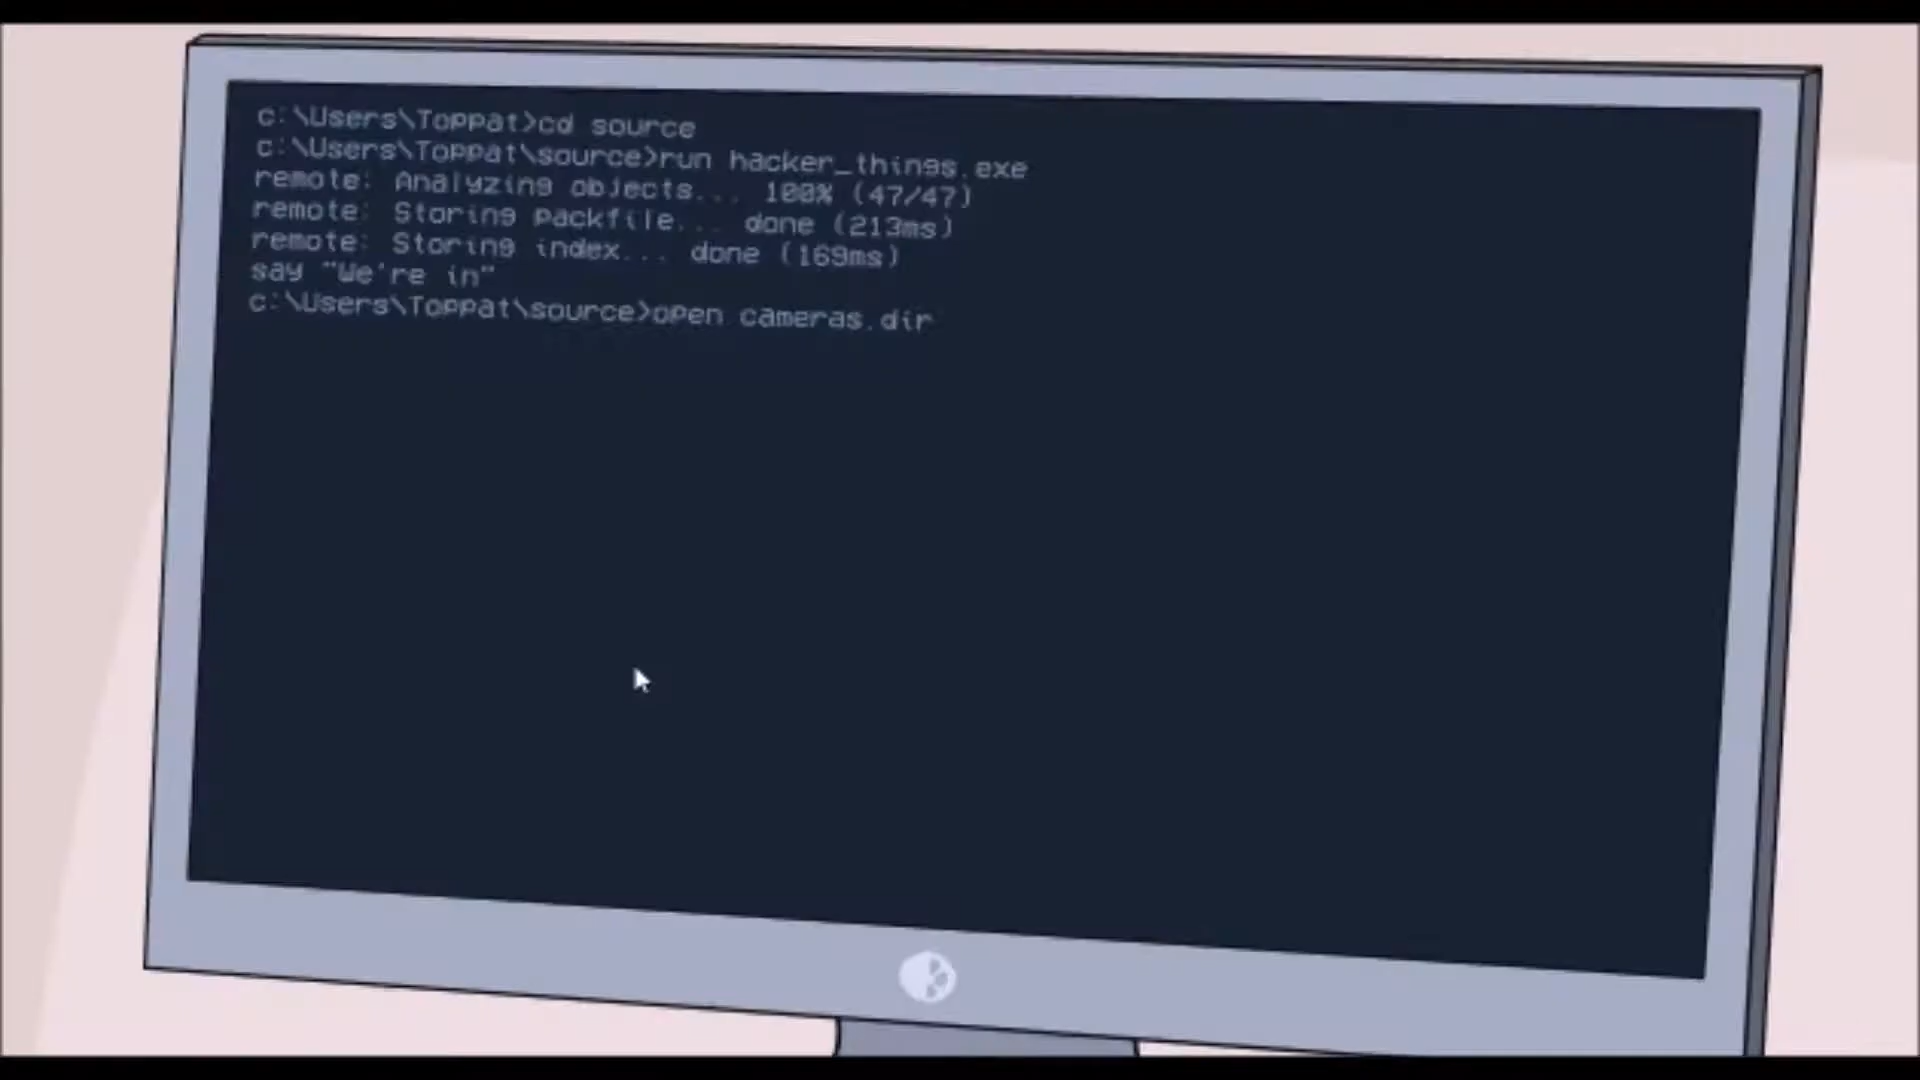 c:\Users\Toppat>cd source
c:\Users\Toppat\source>run hacker_things.exe
remote: Analyzing objects... 100% (47/47)
remote: Storing packfile... done (213ms)
remote: Storing index... done (169ms)
say "We're in"
c:\Users\Toppat\source>open cameras.dir